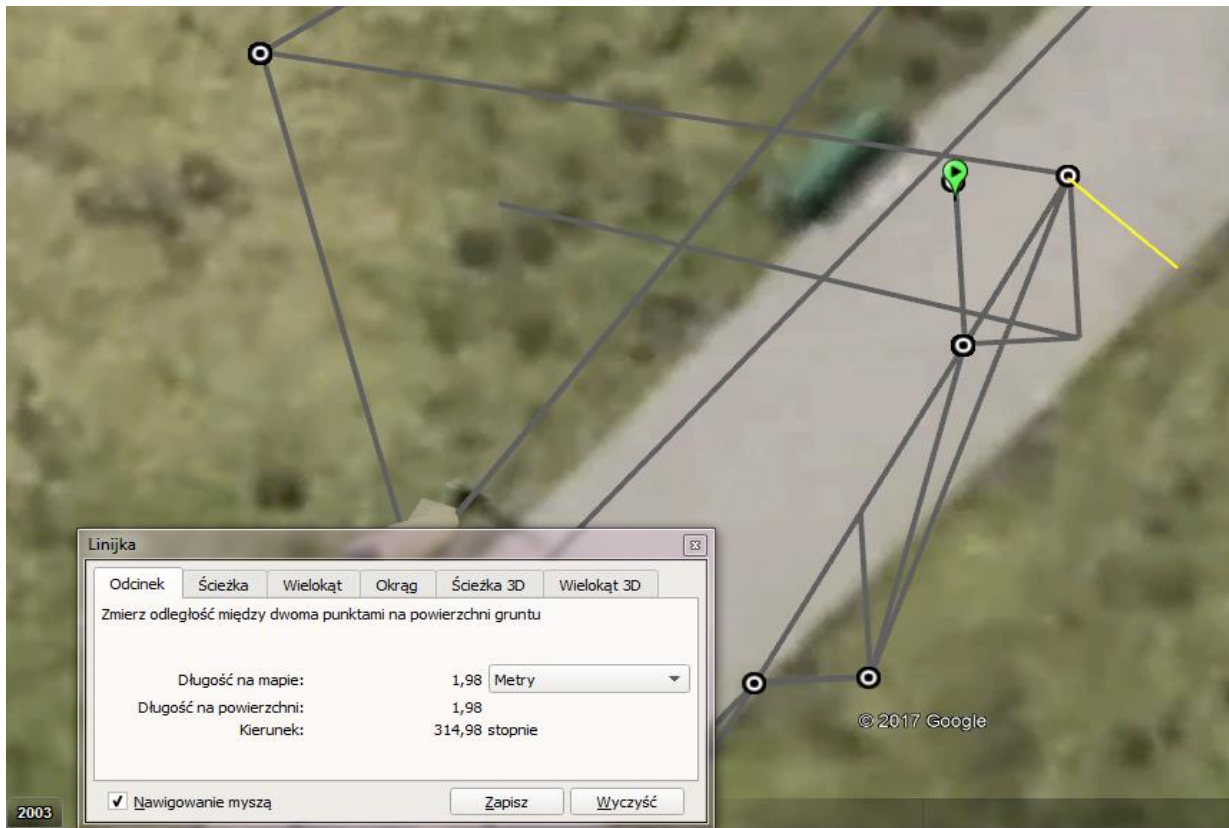 Linijka
Odcinek Ścieżka Wielokąt Okrąg Ścieżka 3D Wielokąt 3D
Zmierz odległość między dwoma punktami na powierzchni gruntu
Długość na mapie: 1,98 Metry
Długość na powierzchni: 1,98
Kierunek: 314,98 stopnie
Nawigowanie myszą Zapisz Wyczyść
© 2017 Google
2003